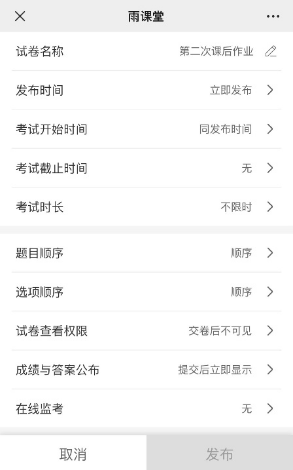 雨课堂
试卷名称 第二次课后作业
发布时间 立即发布
考试开始时间 同发布时间
考试截止时间 无
考试时长 不限时
题目顺序 顺序
选项顺序 顺序
试卷查看权限 交卷后不可见
成绩与答案公布 提交后立即显示
在线监考 无
取消 发布